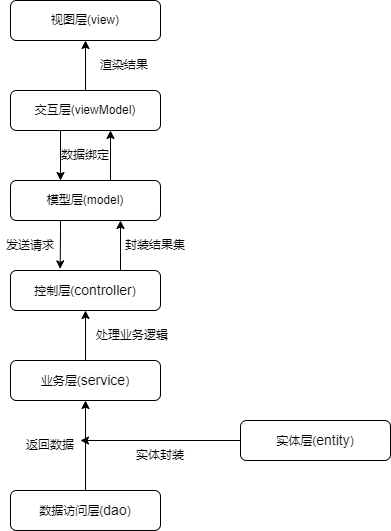 视图层(view)
渲染结果
交互层(viewModel)
数据绑定
模型层(model)
发送请求
封装结果集
控制层(controller)
处理业务逻辑
业务层(service)
返回数据
实体封装
实体层(entity)
数据访问层(dao)